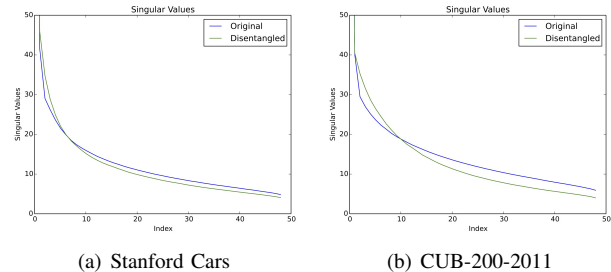 Singular Values
Original
Disentangled
Singular Values
50
40
30
20
10
0
0
10
20
30
40
50
Index
(a) Stanford Cars
Singular Values
Original
Disentangled
Singular Values
50
40
30
20
10
0
0
10
20
30
40
50
Index
(b) CUB-200-2011